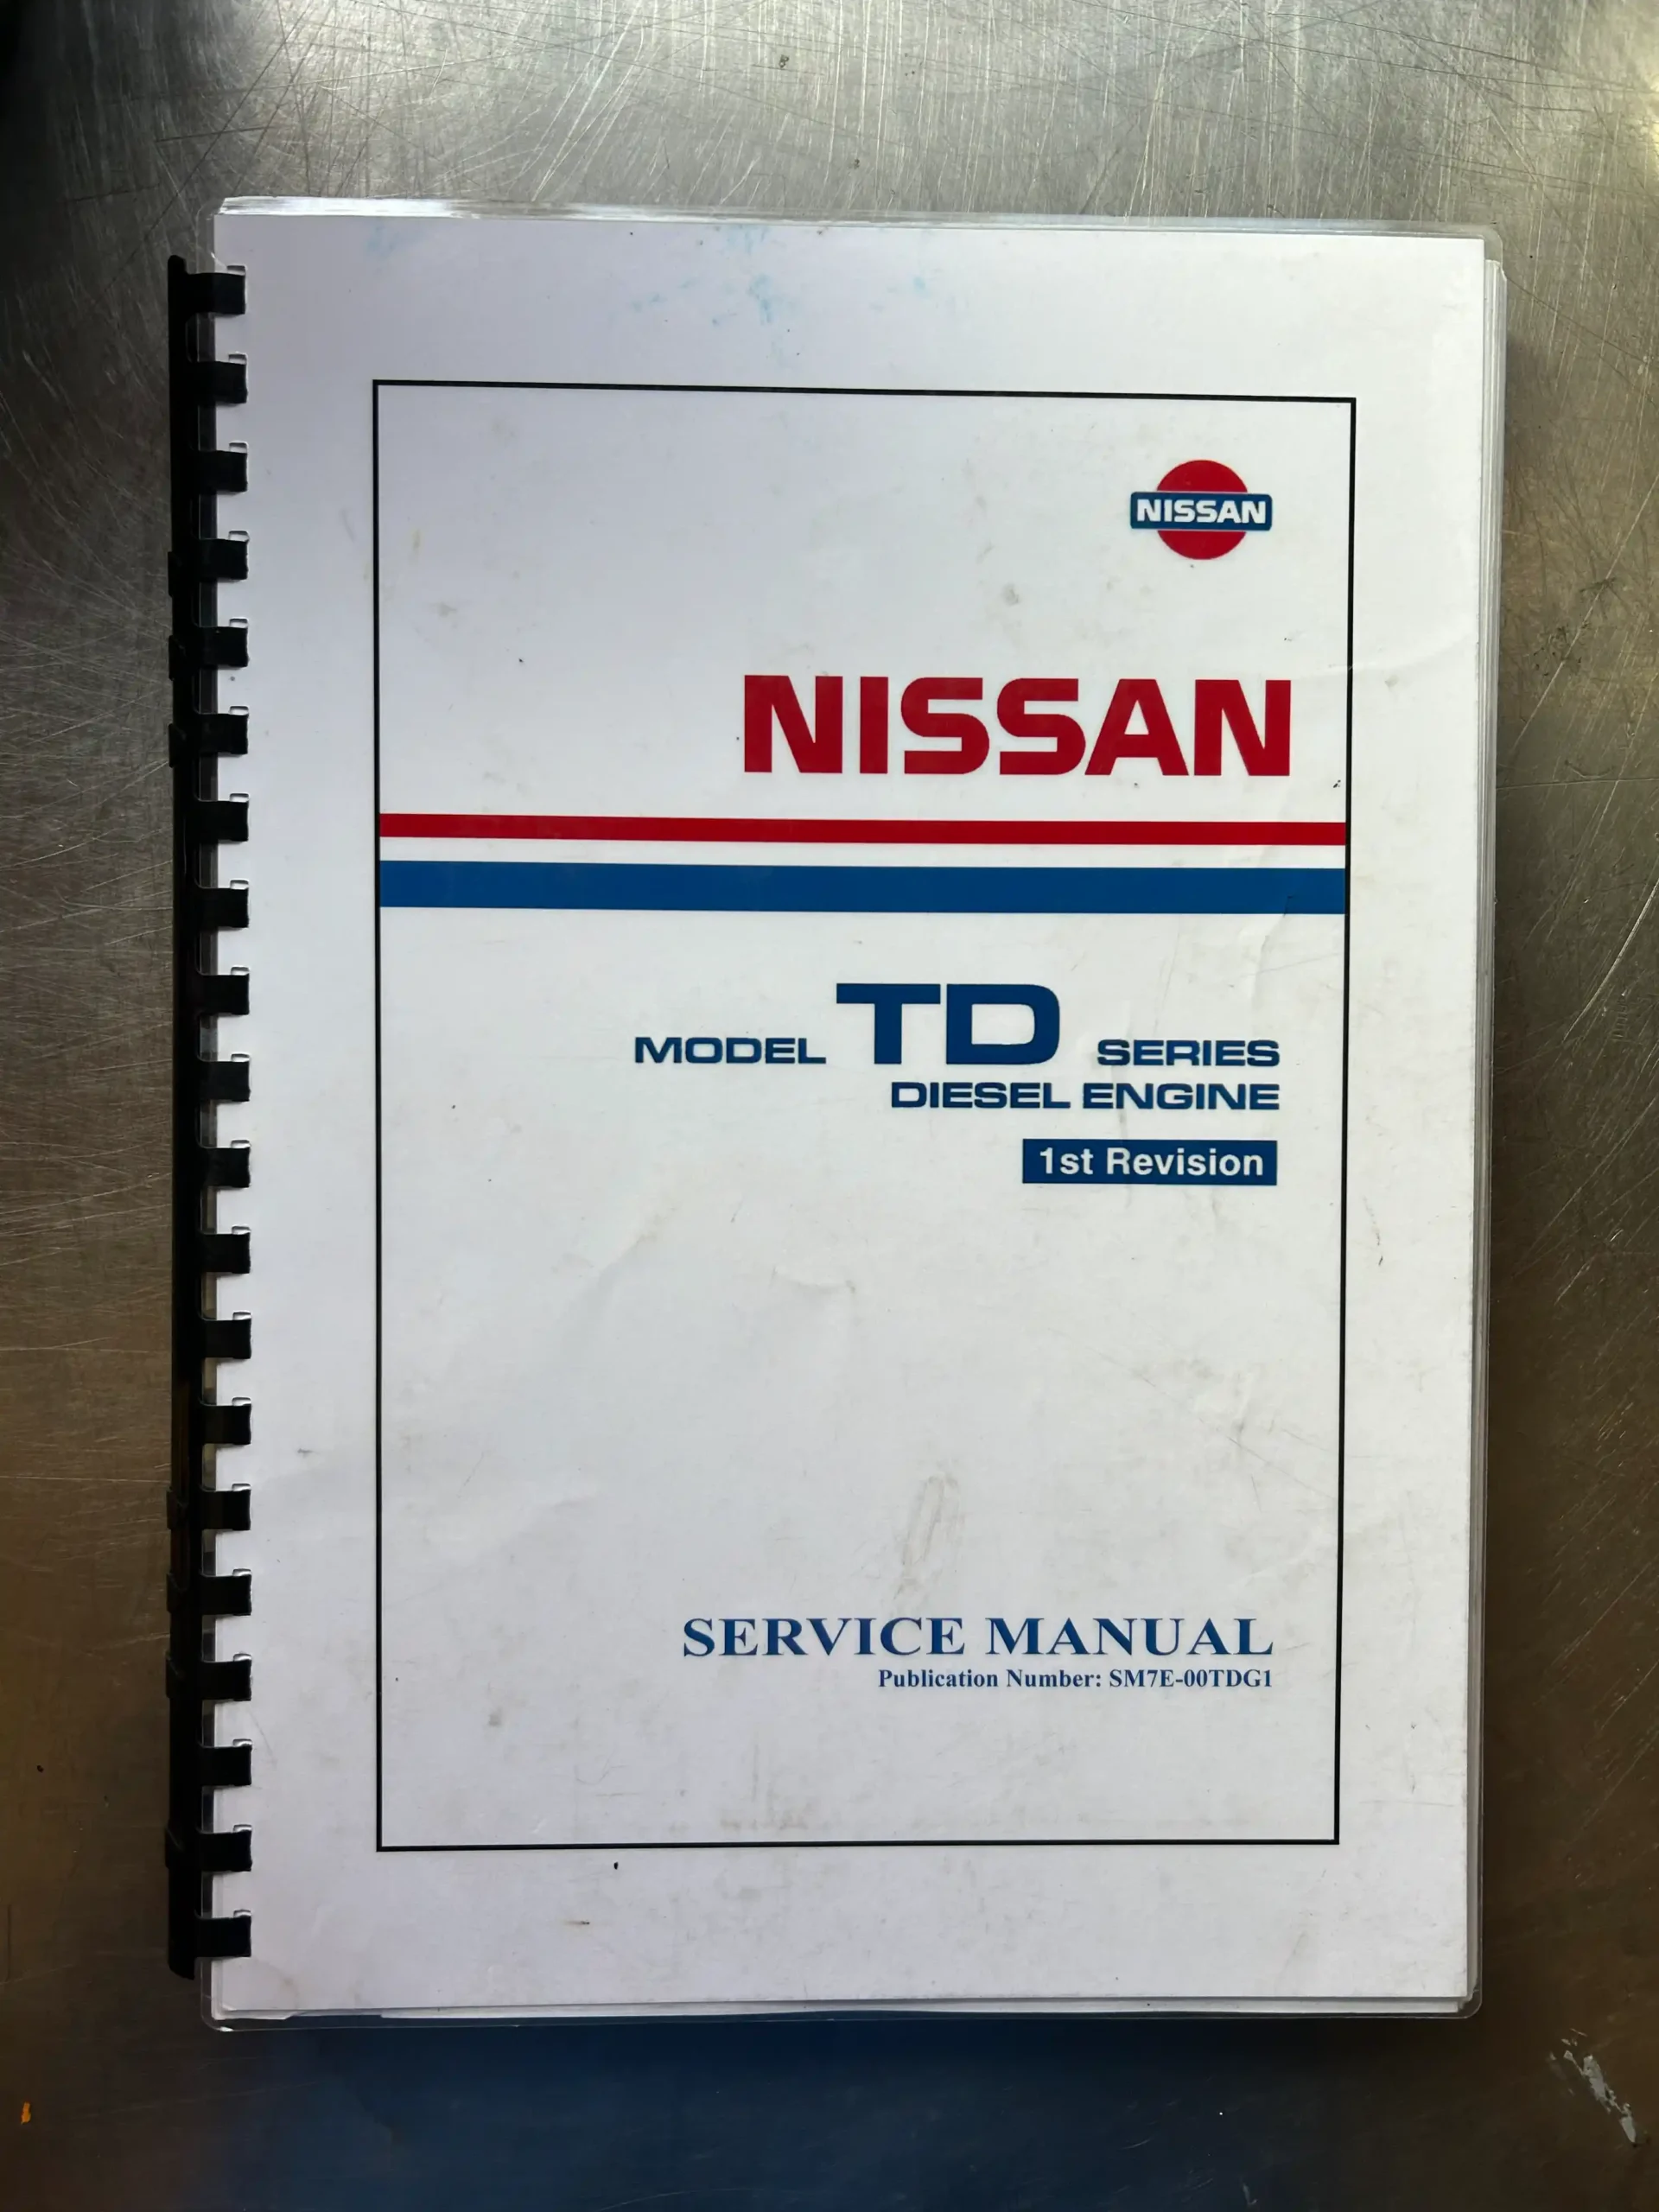 NISSAN
NISSAN
MODEL TD SERIES
DIESEL ENGINE
1st Revision
SERVICE MANUAL
Publication Number: SM7E-00TDG1